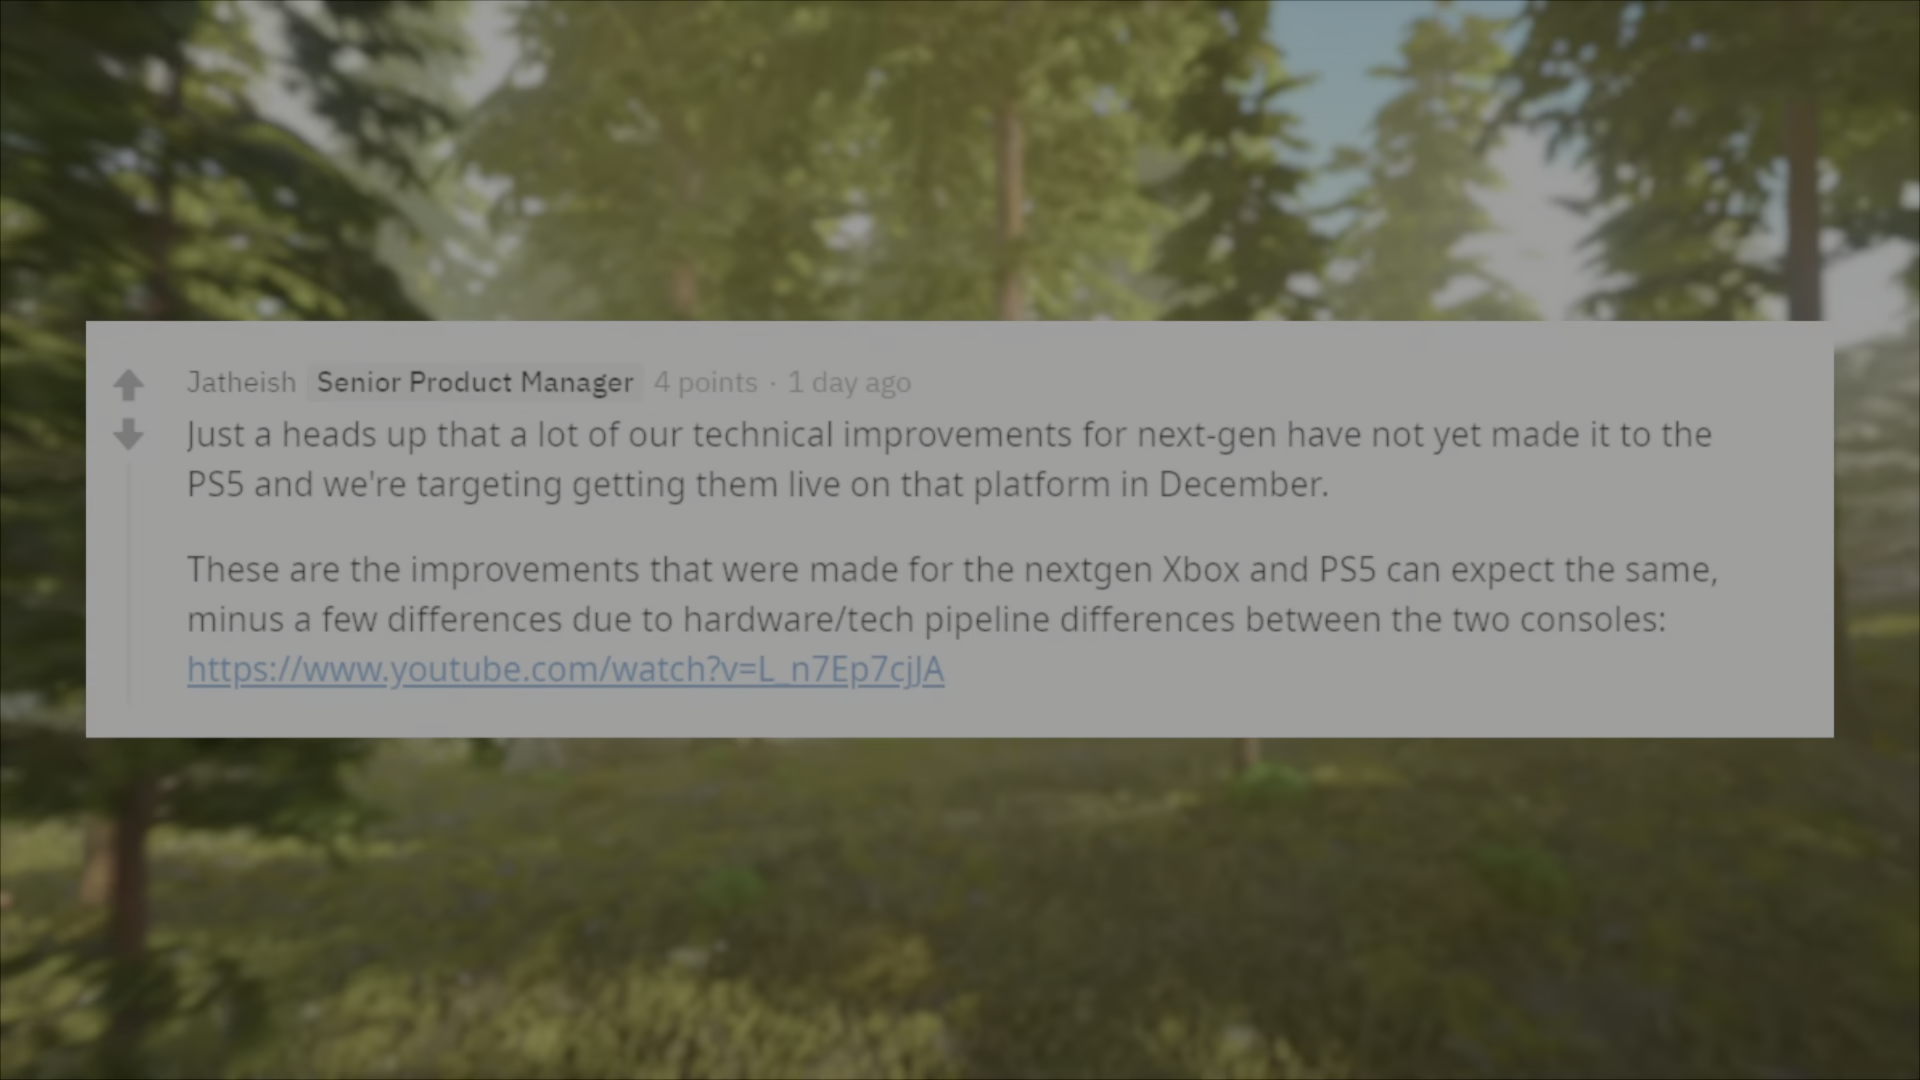 Jatheish Senior Product Manager 4 points · 1 day ago
Just a heads up that a lot of our technical improvements for next-gen have not yet made it to the
PS5 and we're targeting getting them live on that platform in December.
These are the improvements that were made for the nextgen Xbox and PS5 can expect the same,
minus a few differences due to hardware/tech pipeline differences between the two consoles:
https://www.youtube.com/watch?v=L_n7Ep7cjJA